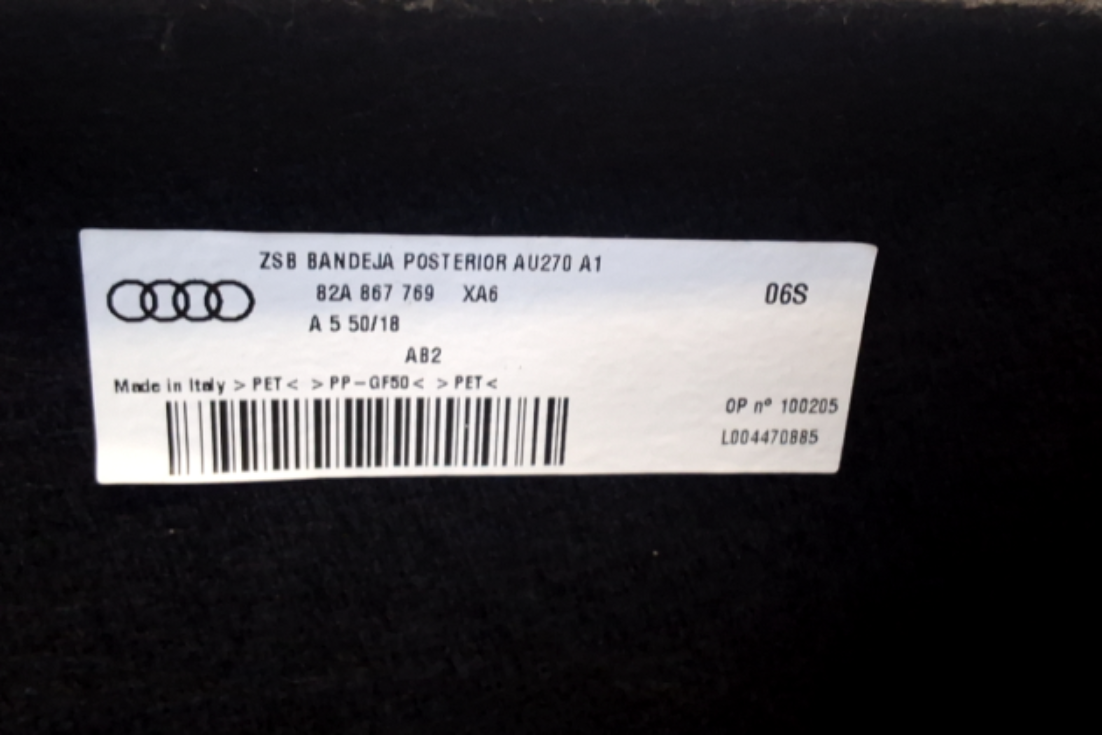 ZSB BANDEJA POSTERIOR AU270 A1
82A 867 769 XA6
06S
A 5 50/18
AB2
Made in Italy >PET< >PP-GF50< >PET<
OP nº 100205
L004470885